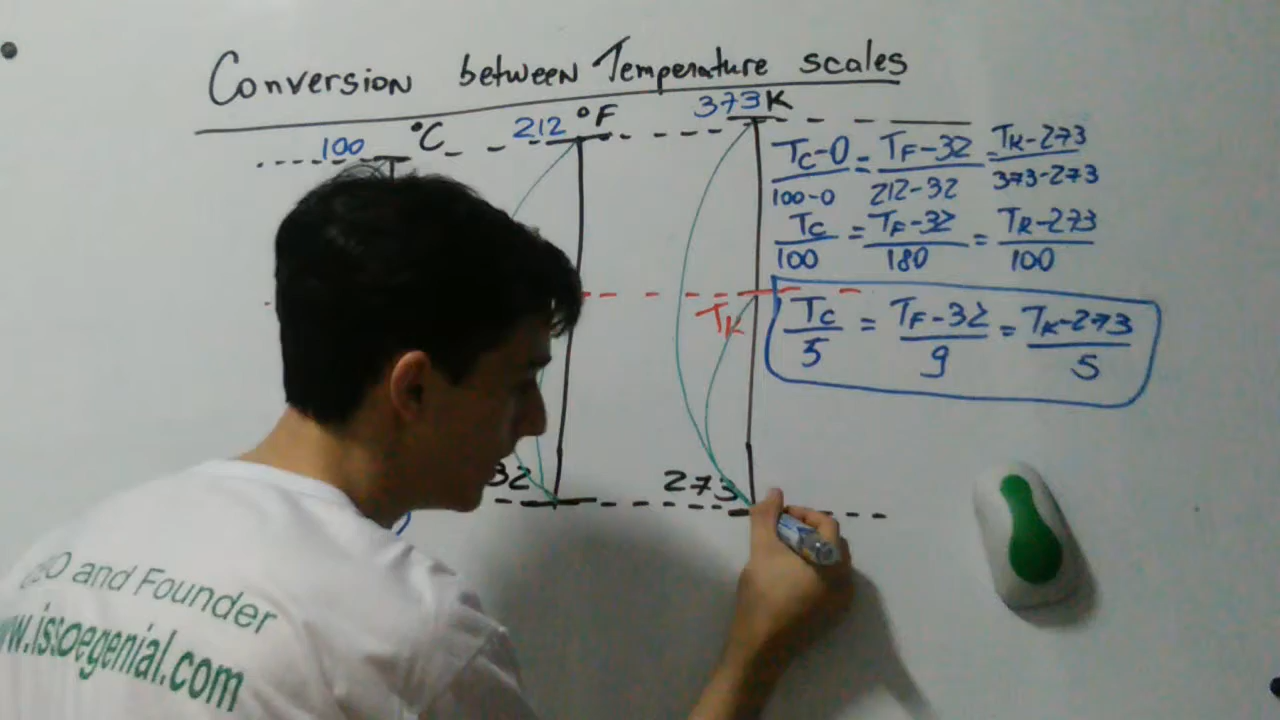 Conversion between Temperature scales
100 °C 212 °F 373 K
TC-0/100-0 = TF-32/212-32 = TK-273/373-273
TC/100 = TF-32/180 = TK-273/100
TK
TC/5 = TF-32/9 = TK-273/5
32 273
and Founder
www.issoegenial.com